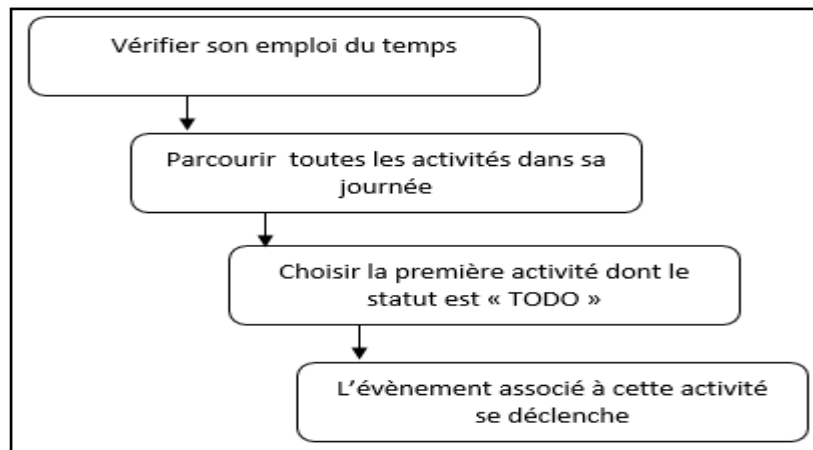 Vérifier son emploi du temps
Parcourir toutes les activités dans sa
journée
Choisir la première activité dont le
statut est « TODO »
L’évènement associé à cette activité
se déclenche